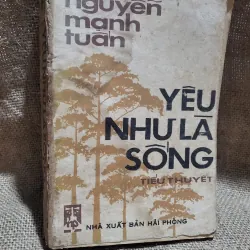 nguyễn
mạnh
tuấn
YÊU
NHƯ LÀ
SỐNG
TIỂU THUYẾT
NHÀ XUẤT BẢN HẢI PHÒNG